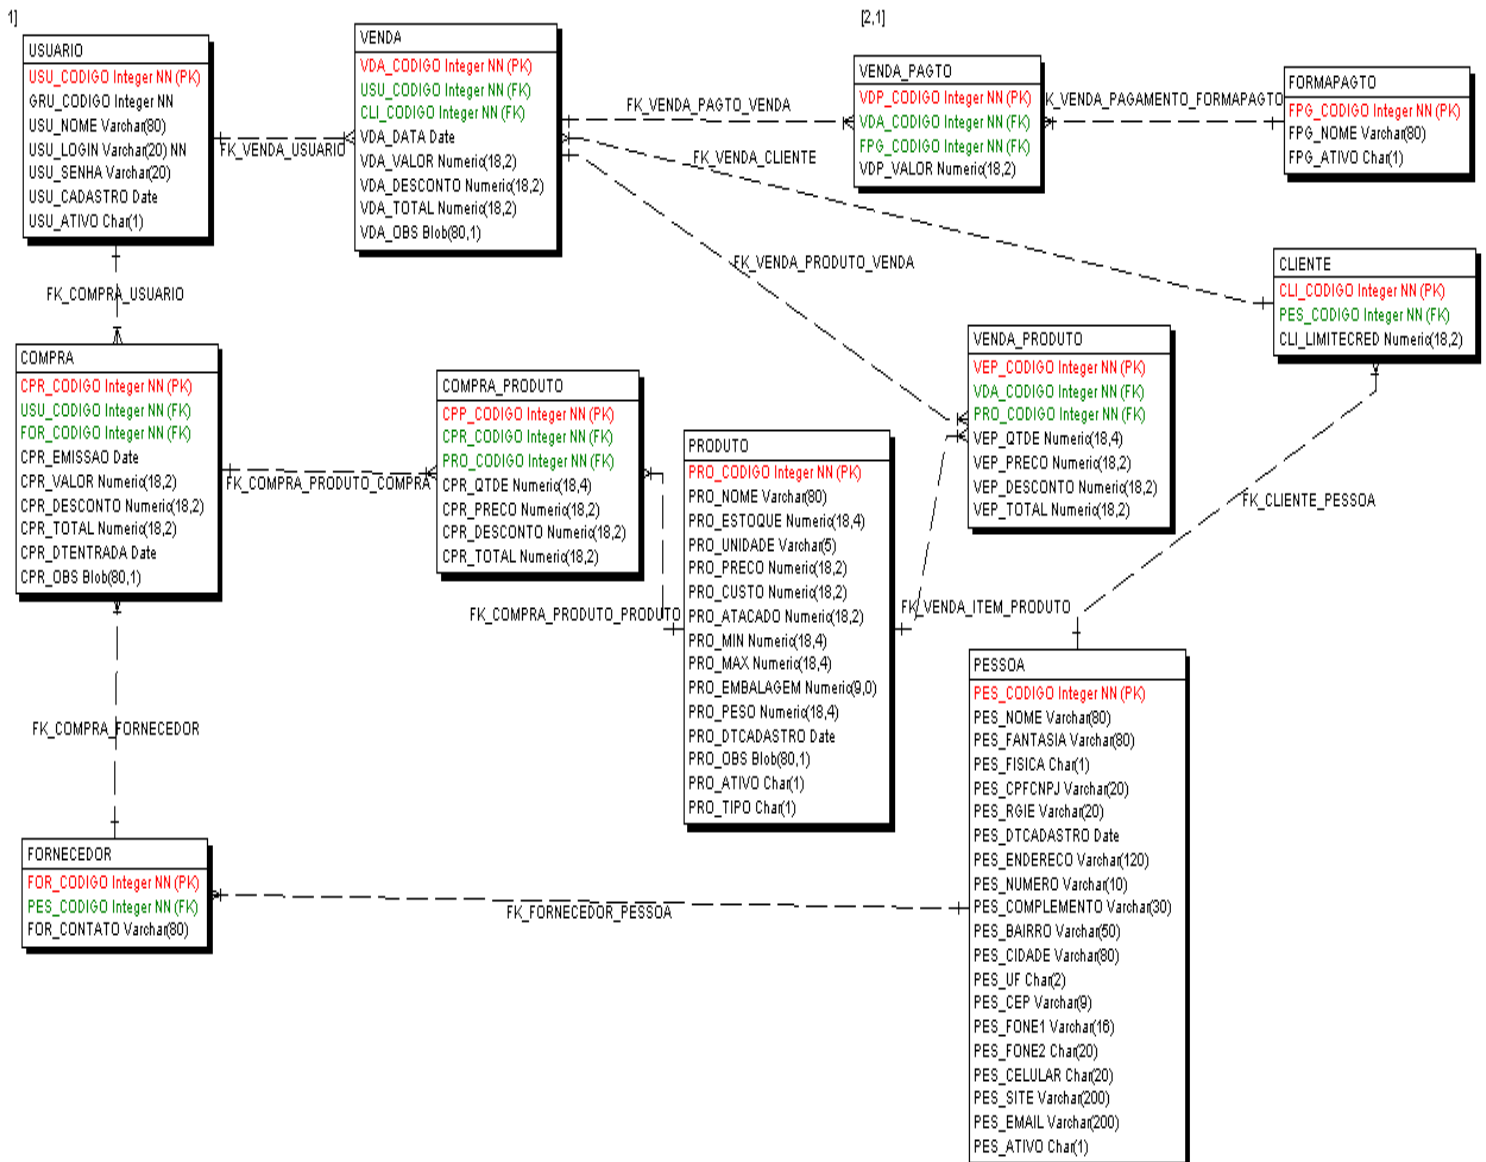 1]
[2,1]
USUARIO
USU_CODIGO Integer NN (PK)
GRU_CODIGO Integer NN
USU_NOME Varchar(80)
USU_LOGIN Varchar(20) NN
USU_SENHA Varchar(20)
USU_CADASTRO Date
USU_ATIVO Char(1)
FK_VENDA_USUARIO
VENDA
VDA_CODIGO Integer NN (PK)
USU_CODIGO Integer NN (FK)
CLI_CODIGO Integer NN (FK)
VDA_DATA Date
VDA_VALOR Numeric(18,2)
VDA_DESCONTO Numeric(18,2)
VDA_TOTAL Numeric(18,2)
VDA_OBS Blob(80,1)
FK_VENDA_PAGTO_VENDA
FK_VENDA_CLIENTE
FK_VENDA_PRODUTO_VENDA
VENDA_PAGTO
VDP_CODIGO Integer NN (PK)
VDA_CODIGO Integer NN (FK)
FPG_CODIGO Integer NN (FK)
VDP_VALOR Numeric(18,2)
K_VENDA_PAGAMENTO_FORMAPAGTO
FORMAPAGTO
FPG_CODIGO Integer NN (PK)
FPG_NOME Varchar(80)
FPG_ATIVO Char(1)
CLIENTE
CLI_CODIGO Integer NN (PK)
PES_CODIGO Integer NN (FK)
CLI_LIMITECRED Numeric(18,2)
FK_COMPRA_USUARIO
COMPRA
CPR_CODIGO Integer NN (PK)
USU_CODIGO Integer NN (FK)
FOR_CODIGO Integer NN (FK)
CPR_EMISSAO Date
CPR_VALOR Numeric(18,2)
CPR_DESCONTO Numeric(18,2)
CPR_TOTAL Numeric(18,2)
CPR_DTENTRADA Date
CPR_OBS Blob(80,1)
FK_COMPRA_PRODUTO_COMPRA
COMPRA_PRODUTO
CPP_CODIGO Integer NN (PK)
CPR_CODIGO Integer NN (FK)
PRO_CODIGO Integer NN (FK)
CPR_QTDE Numeric(18,4)
CPR_PRECO Numeric(18,2)
CPR_DESCONTO Numeric(18,2)
CPR_TOTAL Numeric(18,2)
FK_COMPRA_PRODUTO_PRODUTO
PRODUTO
PRO_CODIGO Integer NN (PK)
PRO_NOME Varchar(80)
PRO_ESTOQUE Numeric(18,4)
PRO_UNIDADE Varchar(5)
PRO_PRECO Numeric(18,2)
PRO_CUSTO Numeric(18,2)
PRO_ATACADO Numeric(18,2)
PRO_MIN Numeric(18,4)
PRO_MAX Numeric(18,4)
PRO_EMBALAGEM Numeric(9,0)
PRO_PESO Numeric(18,4)
PRO_DTCADASTRO Date
PRO_OBS Blob(80,1)
PRO_ATIVO Char(1)
PRO_TIPO Char(1)
VENDA_PRODUTO
VEP_CODIGO Integer NN (PK)
VDA_CODIGO Integer NN (FK)
PRO_CODIGO Integer NN (FK)
VEP_QTDE Numeric(18,4)
VEP_PRECO Numeric(18,2)
VEP_DESCONTO Numeric(18,2)
VEP_TOTAL Numeric(18,2)
FK_VENDA_ITEM_PRODUTO
FK_CLIENTE_PESSOA
FK_COMPRA_FORNECEDOR
FORNECEDOR
FOR_CODIGO Integer NN (PK)
PES_CODIGO Integer NN (FK)
FOR_CONTATO Varchar(80)
FK_FORNECEDOR_PESSOA
PESSOA
PES_CODIGO Integer NN (PK)
PES_NOME Varchar(80)
PES_FANTASIA Varchar(80)
PES_FISICA Char(1)
PES_CPFCNPJ Varchar(20)
PES_RGIE Varchar(20)
PES_DTCADASTRO Date
PES_ENDERECO Varchar(120)
PES_NUMERO Varchar(10)
PES_COMPLEMENTO Varchar(30)
PES_BAIRRO Varchar(50)
PES_CIDADE Varchar(80)
PES_UF Char(2)
PES_CEP Varchar(9)
PES_FONE1 Varchar(16)
PES_FONE2 Char(20)
PES_CELULAR Char(20)
PES_SITE Varchar(200)
PES_EMAIL Varchar(200)
PES_ATIVO Char(1)